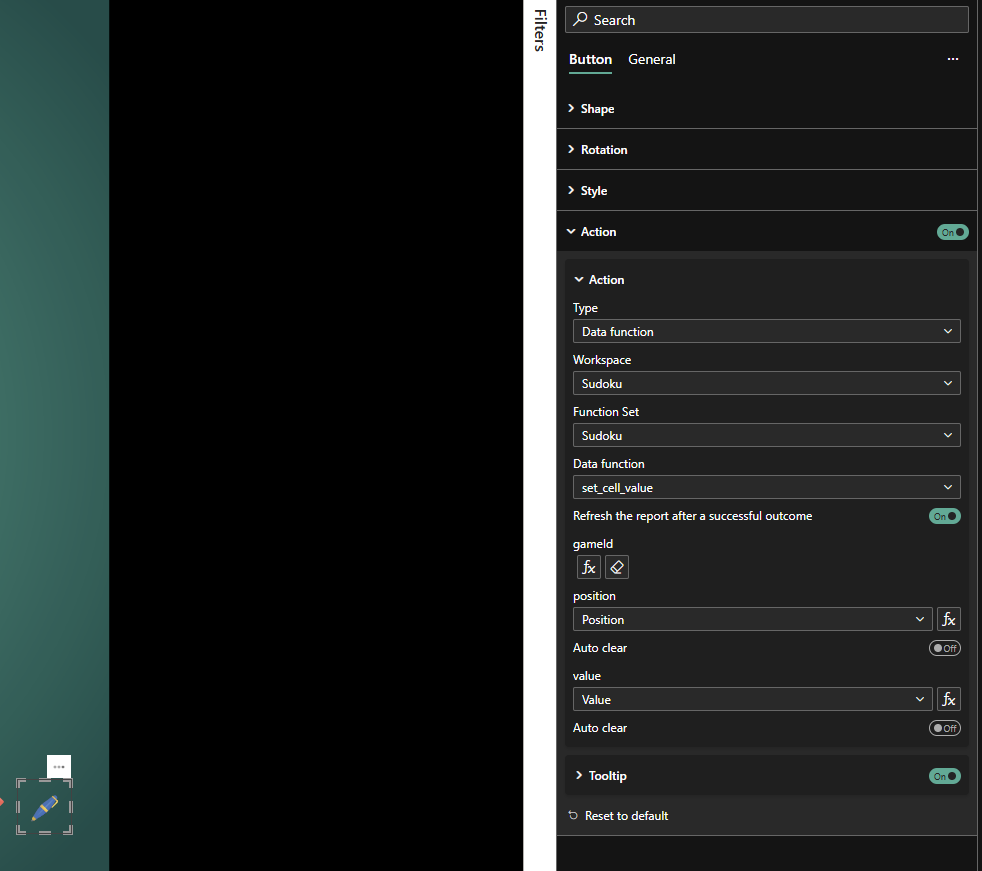 Filters
Search
Button General
Shape
Rotation
Style
Action On
Action
Type
Data function
Workspace
Sudoku
Function Set
Sudoku
Data function
set_cell_value
Refresh the report after a successful outcome On
gameId
fx
position
Position fx
Auto clear Off
value
Value fx
Auto clear Off
Tooltip On
Reset to default